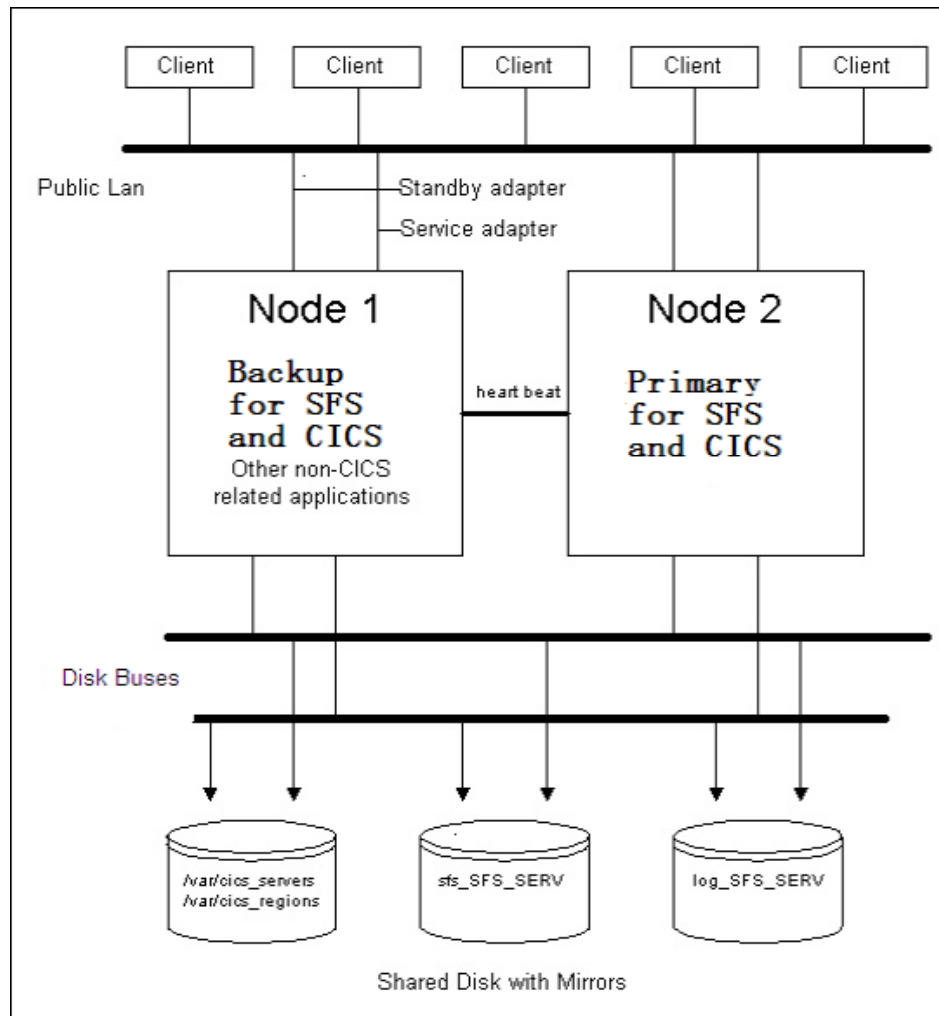 Client
Client
Client
Client
Client
Public Lan
Standby adapter
Service adapter
Node 1
Backup
for SFS
and CICS
Other non-CICS
related applications
heart beat
Node 2
Primary
for SFS
and CICS
Disk Buses
/var/cics_servers
/var/cics_regions
sfs_SFS_SERV
log_SFS_SERV
Shared Disk with Mirrors